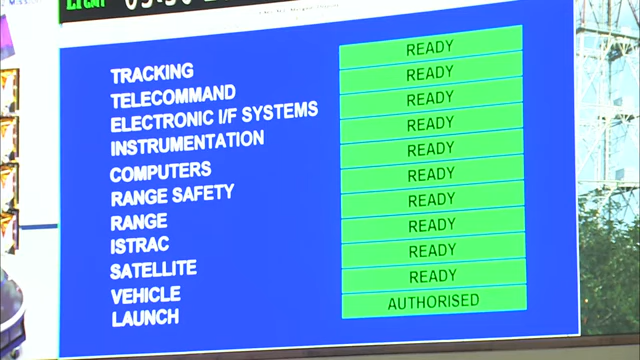 TRACKING READY
TELECOMMAND READY
ELECTRONIC I/F SYSTEMS READY
INSTRUMENTATION READY
COMPUTERS READY
RANGE SAFETY READY
RANGE READY
ISTRAC READY
SATELLITE READY
VEHICLE READY
LAUNCH AUTHORISED